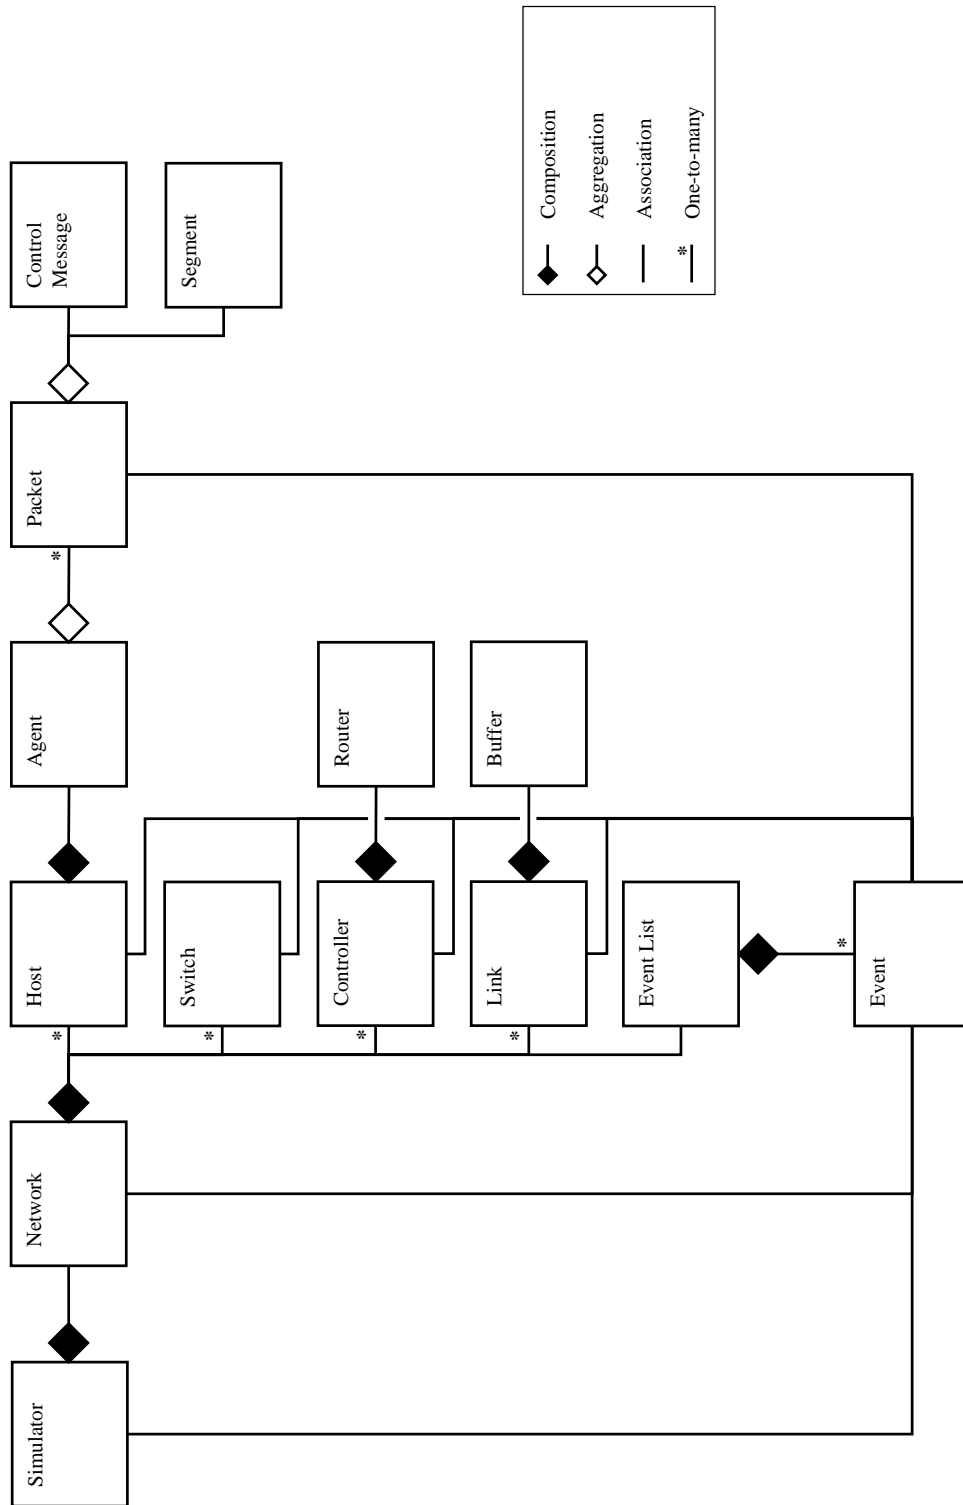 Simulator
Network
Host
Agent
Packet
Control
Message
*
*
Switch
Segment
*
Controller
Router
*
Link
Buffer
*
Event List
Event
*
Composition
Aggregation
Association
* One-to-many